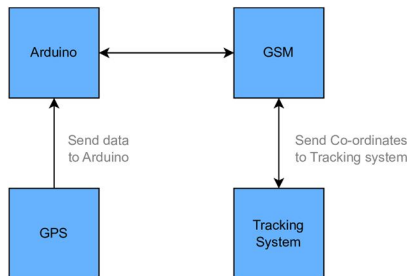 Arduino
GSM
Send data
to Arduino
Send Co-ordinates
to Tracking system
GPS
Tracking
System